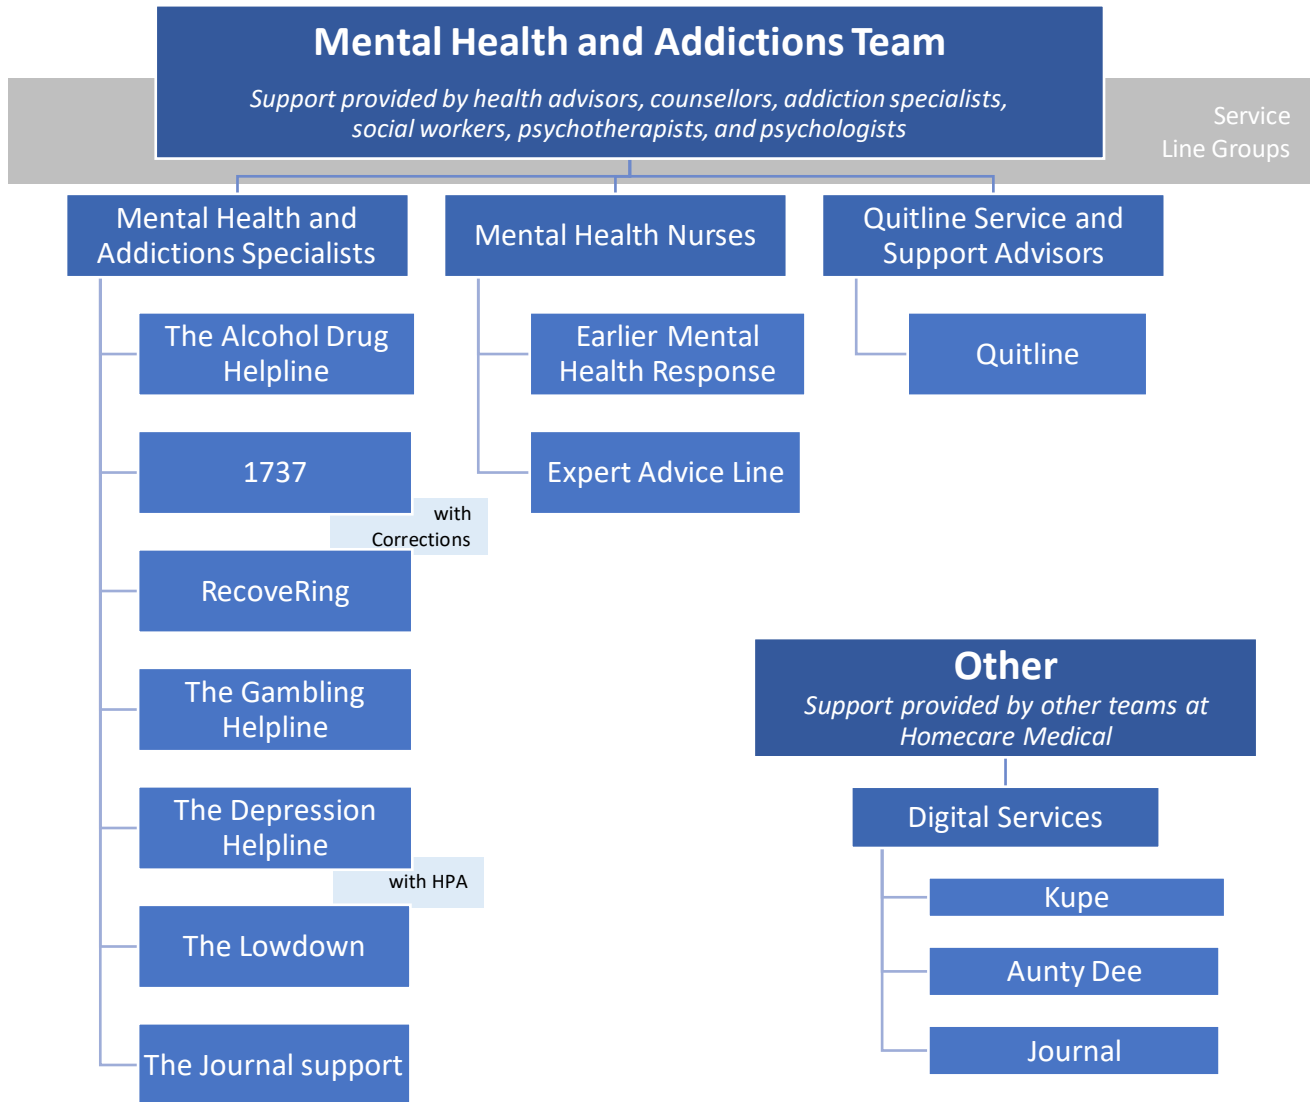 Mental Health and Addictions Team
Support provided by health advisors, counsellors, addiction specialists,
social workers, psychotherapists, and psychologists
Service
Line Groups
Mental Health and
Addictions Specialists
The Alcohol Drug
Helpline
1737
with
Corrections
RecoveRing
The Gambling
Helpline
The Depression
Helpline
with HPA
The Lowdown
The Journal support
Mental Health Nurses
Earlier Mental
Health Response
Expert Advice Line
Quitline Service and
Support Advisors
Quitline
Other
Support provided by other teams at
Homecare Medical
Digital Services
Kupe
Aunty Dee
Journal